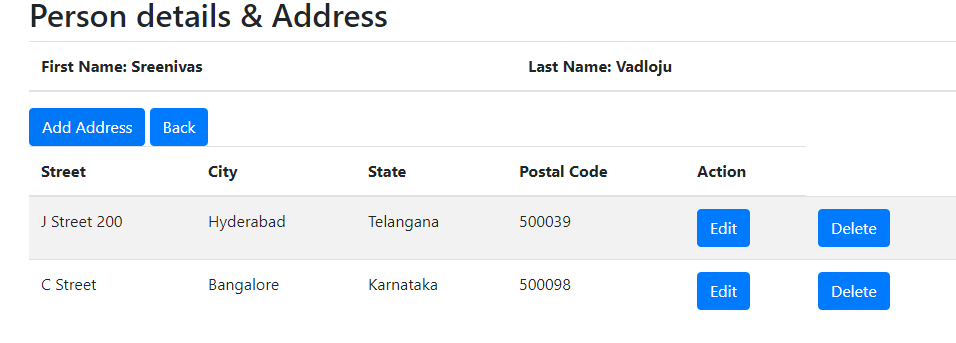 Person details & Address
First Name: Sreenivas Last Name: Vadloju
Add Address Back
Street City State Postal Code Action
J Street 200 Hyderabad Telangana 500039 Edit Delete
C Street Bangalore Karnataka 500098 Edit Delete